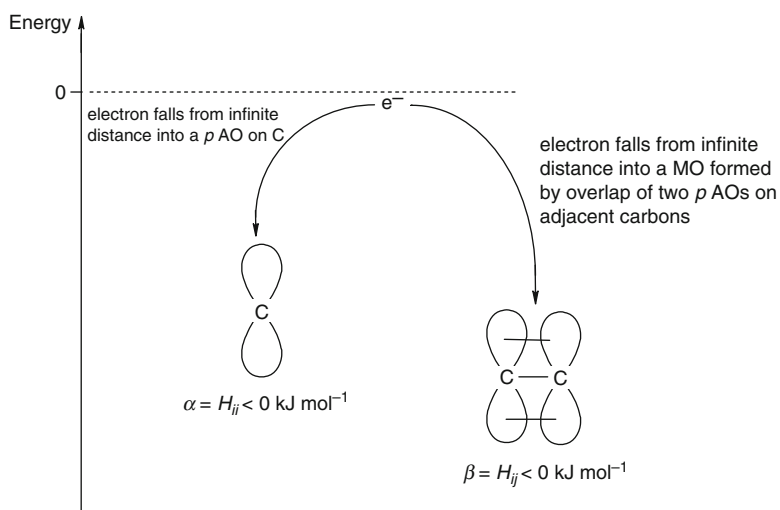 Energy
0
e–
electron falls from infinite
distance into a p AO on C
electron falls from infinite
distance into a MO formed
by overlap of two p AOs on
adjacent carbons
C
C C
α = Hii < 0 kJ mol–1
β = Hij < 0 kJ mol–1